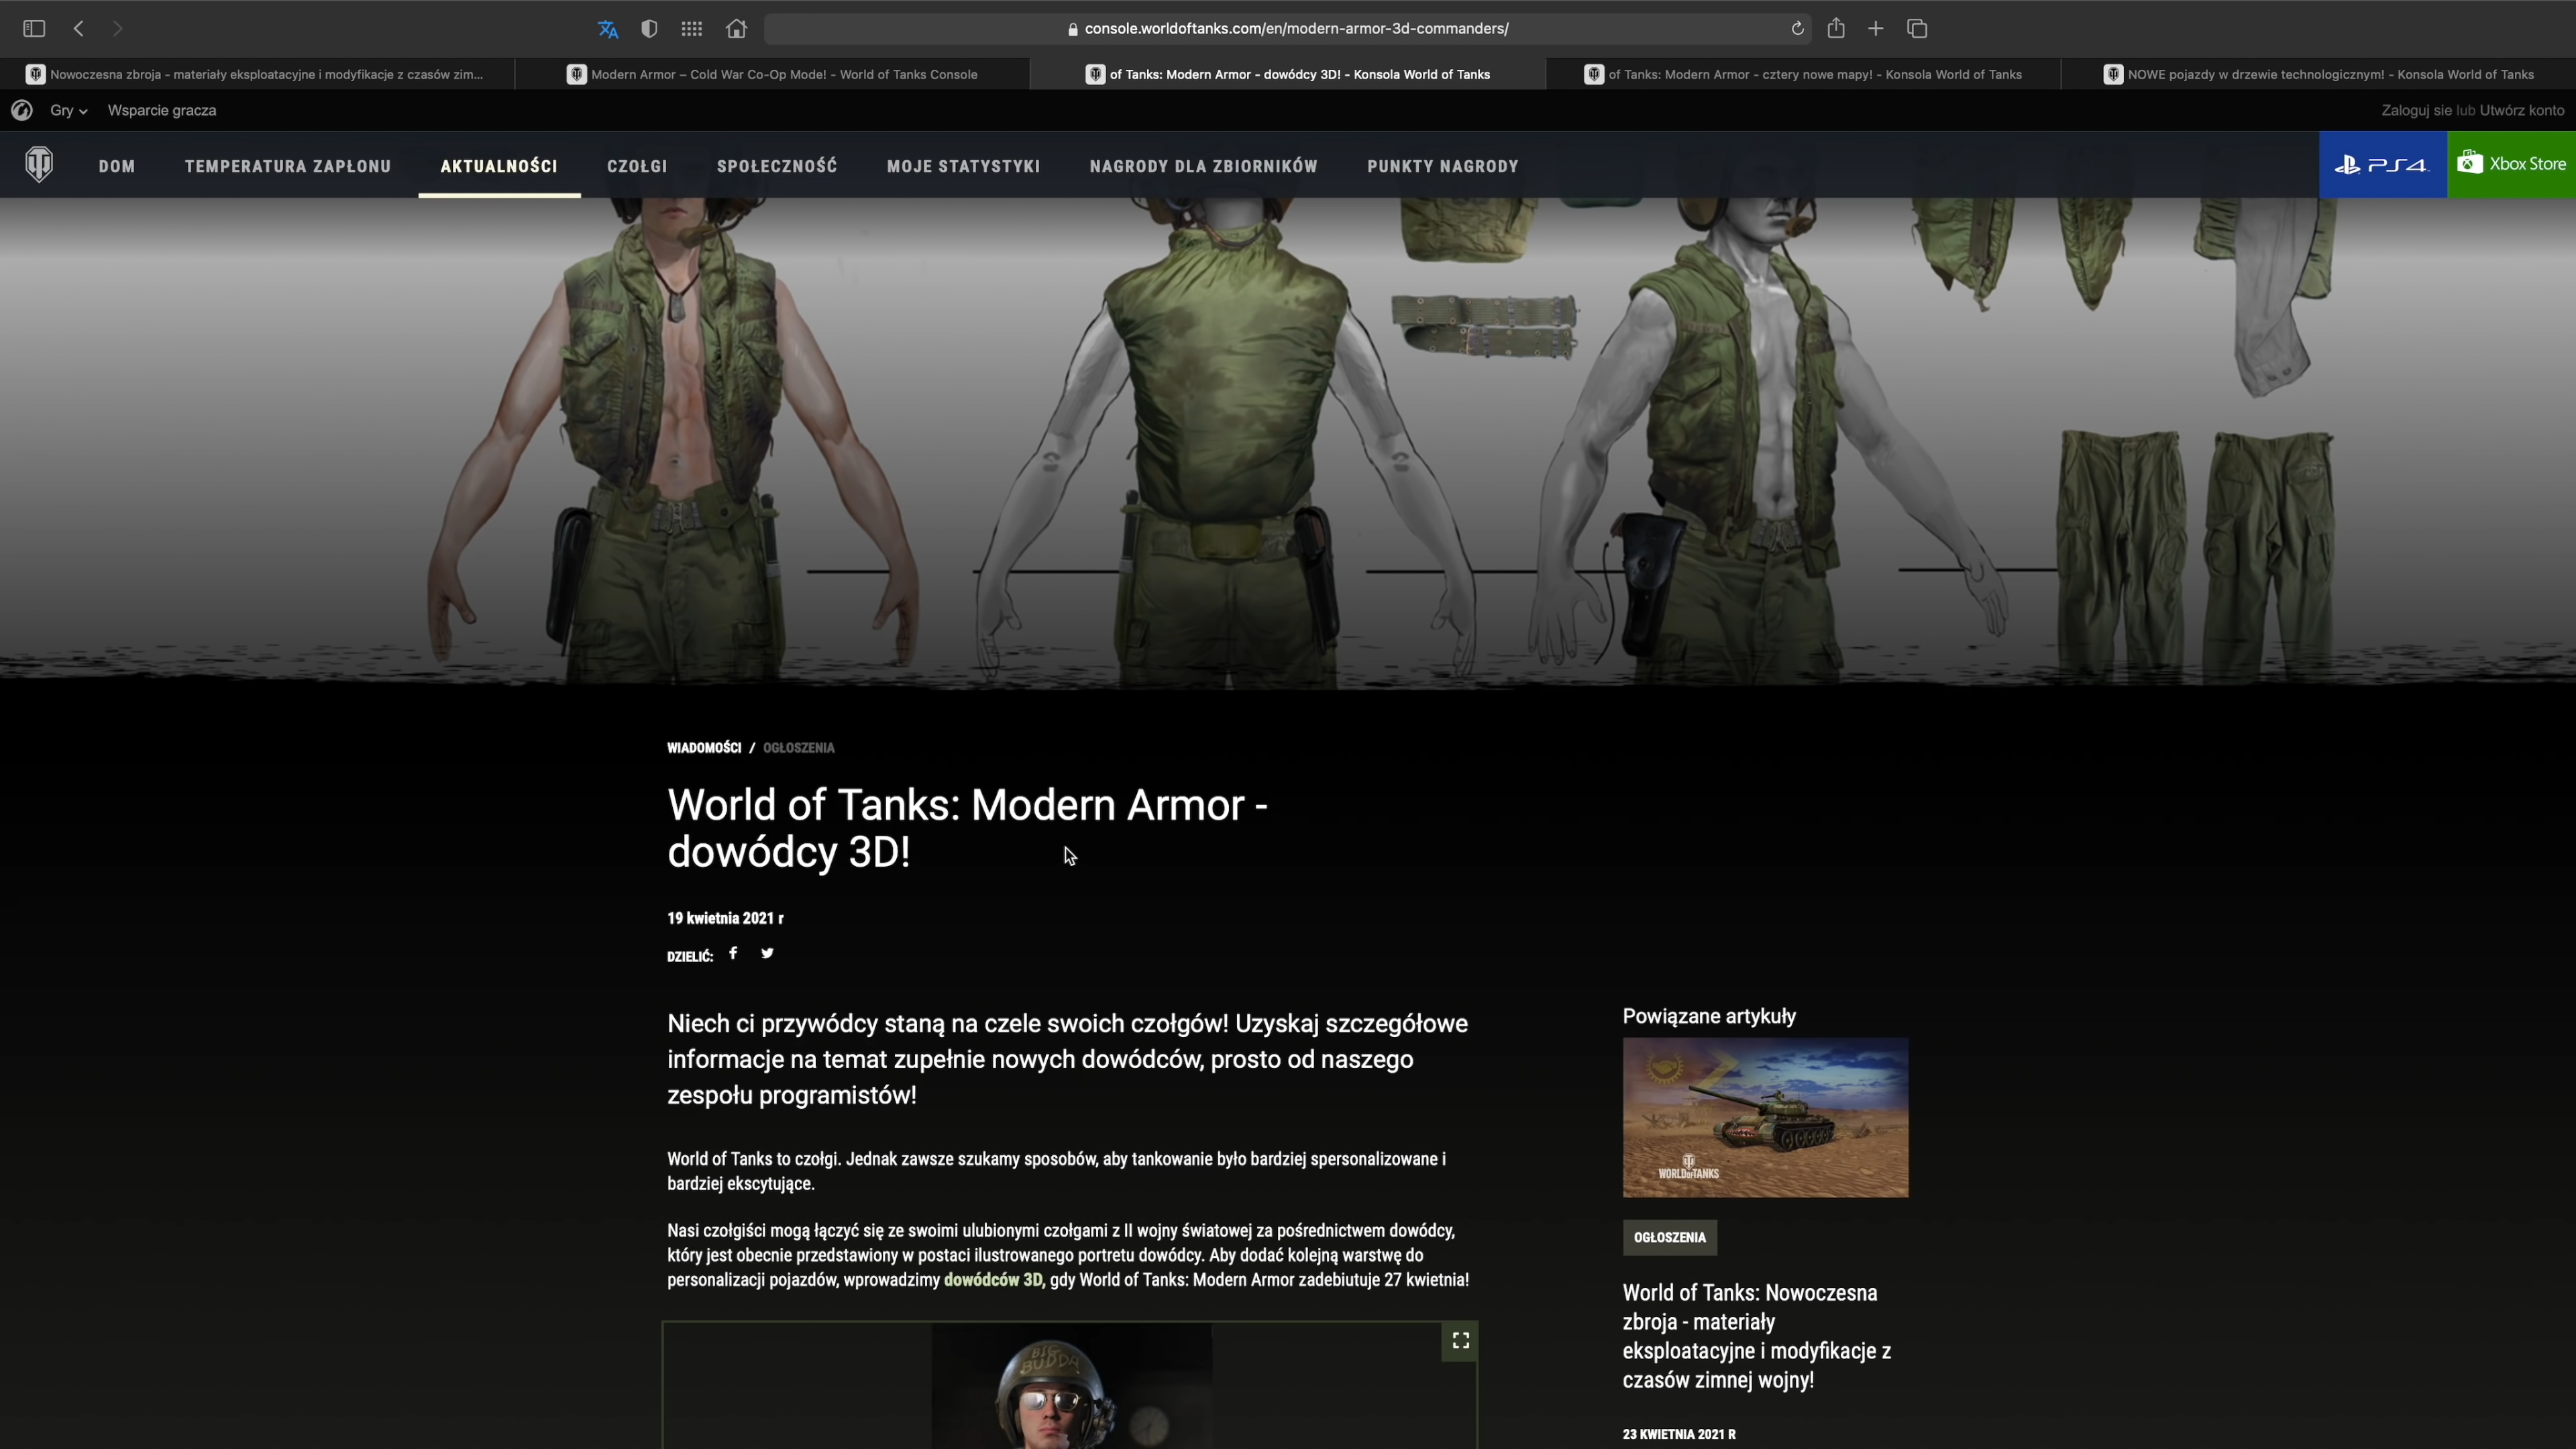 console.worldoftanks.com/en/modern-armor-3d-commanders/
Nowoczesna zbroja - materiały eksploatacyjne i modyfikacje z czasów zim...
Modern Armor – Cold War Co-Op Mode! - World of Tanks Console
of Tanks: Modern Armor - dowódcy 3D! - Konsola World of Tanks
of Tanks: Modern Armor - cztery nowe mapy! - Konsola World of Tanks
NOWE pojazdy w drzewie technologicznym! - Konsola World of Tanks
Gry
Wsparcie gracza
Zaloguj sie lub Utwórz konto
DOM
TEMPERATURA ZAPŁONU
AKTUALNOŚCI
CZOŁGI
SPOŁECZNOŚĆ
MOJE STATYSTYKI
NAGRODY DLA ZBIORNIKÓW
PUNKTY NAGRODY
PS4
Xbox Store
WIADOMOŚCI / OGŁOSZENIA
World of Tanks: Modern Armor -
dowódcy 3D!
19 kwietnia 2021 r
DZIELIĆ:
Niech ci przywódcy staną na czele swoich czołgów! Uzyskaj szczegółowe
informacje na temat zupełnie nowych dowódców, prosto od naszego
zespołu programistów!
World of Tanks to czołgi. Jednak zawsze szukamy sposobów, aby tankowanie było bardziej spersonalizowane i
bardziej ekscytujące.
Nasi czołgiści mogą łączyć się ze swoimi ulubionymi czołgami z II wojny światowej za pośrednictwem dowódcy,
który jest obecnie przedstawiony w postaci ilustrowanego portretu dowódcy. Aby dodać kolejną warstwę do
personalizacji pojazdów, wprowadzimy dowódców 3D, gdy World of Tanks: Modern Armor zadebiutuje 27 kwietnia!
BIG
BUDDA
Powiązane artykuły
WORLD OF TANKS
OGŁOSZENIA
World of Tanks: Nowoczesna
zbroja - materiały
eksploatacyjne i modyfikacje z
czasów zimnej wojny!
23 KWIETNIA 2021 R